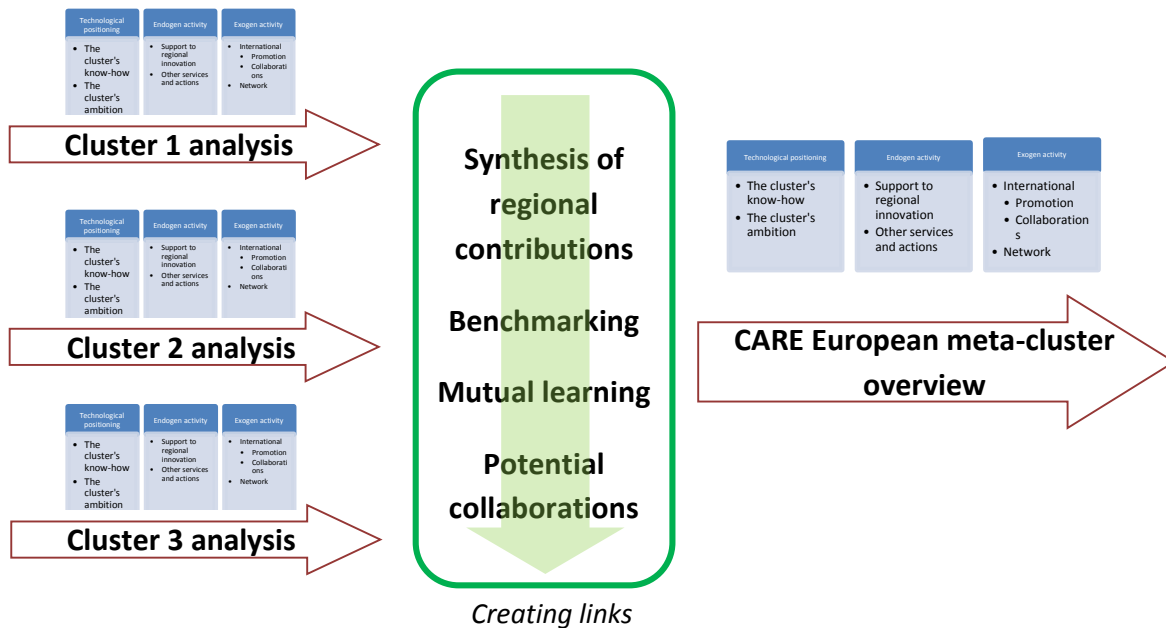 Technological
positioning
• The
cluster's
know-how
• The
cluster's
ambition
Endogen activity
• Support to
regional
innovation
• Other services
and actions
Exogen activity
• International
• Promotion
• Collaborati
ons
• Network
Cluster 1 analysis
Technological
positioning
• The
cluster's
know-how
• The
cluster's
ambition
Endogen activity
• Support to
regional
innovation
• Other services
and actions
Exogen activity
• International
• Promotion
• Collaborati
ons
• Network
Cluster 2 analysis
Technological
positioning
• The
cluster's
know-how
• The
cluster's
ambition
Endogen activity
• Support to
regional
innovation
• Other services
and actions
Exogen activity
• International
• Promotion
• Collaborati
ons
• Network
Cluster 3 analysis
Synthesis of
regional
contributions
Benchmarking
Mutual learning
Potential
collaborations
Creating links
Technological positioning
• The cluster's
know-how
• The cluster's
ambition
Endogen activity
• Support to
regional
innovation
• Other services
and actions
Exogen activity
• International
• Promotion
• Collaboration
s
• Network
CARE European meta-cluster
overview